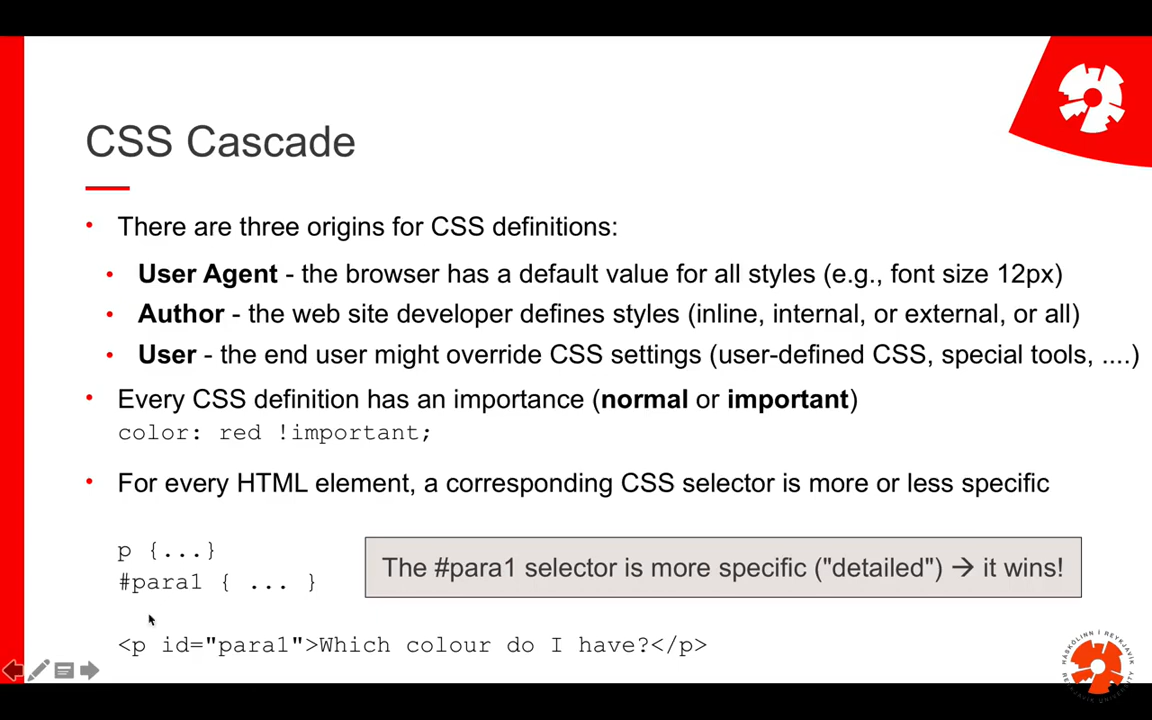 CSS Cascade
• There are three origins for CSS definitions:
• User Agent - the browser has a default value for all styles (e.g., font size 12px)
• Author - the web site developer defines styles (inline, internal, or external, or all)
• User - the end user might override CSS settings (user-defined CSS, special tools, ....)
• Every CSS definition has an importance (normal or important)
color: red !important;
• For every HTML element, a corresponding CSS selector is more or less specific
p {...}
#para1 { ... }
The #para1 selector is more specific ("detailed") → it wins!
<p id="para1">Which colour do I have?</p>
HÁSKÓLINN Í REYKJAVÍK
REYKJAVIK UNIVERSITY